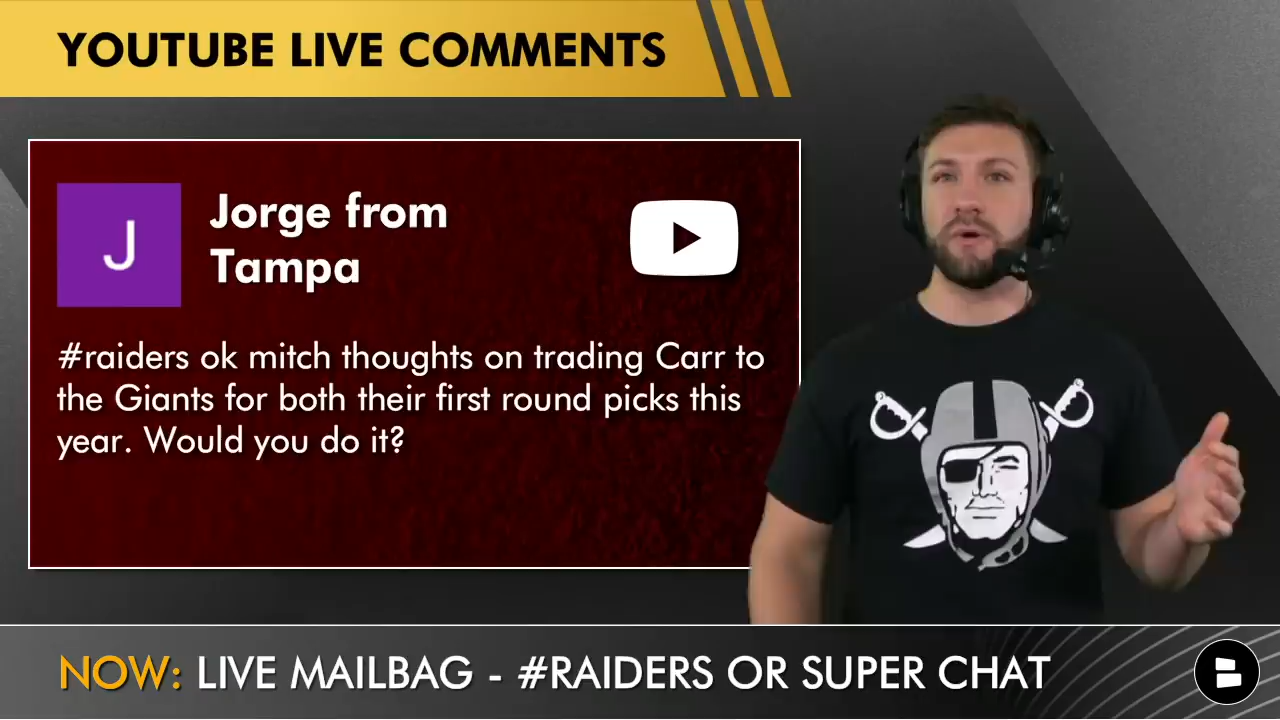 YOUTUBE LIVE COMMENTS
J
Jorge from
Tampa
#raiders ok mitch thoughts on trading Carr to
the Giants for both their first round picks this
year. Would you do it?
NOW: LIVE MAILBAG - #RAIDERS OR SUPER CHAT